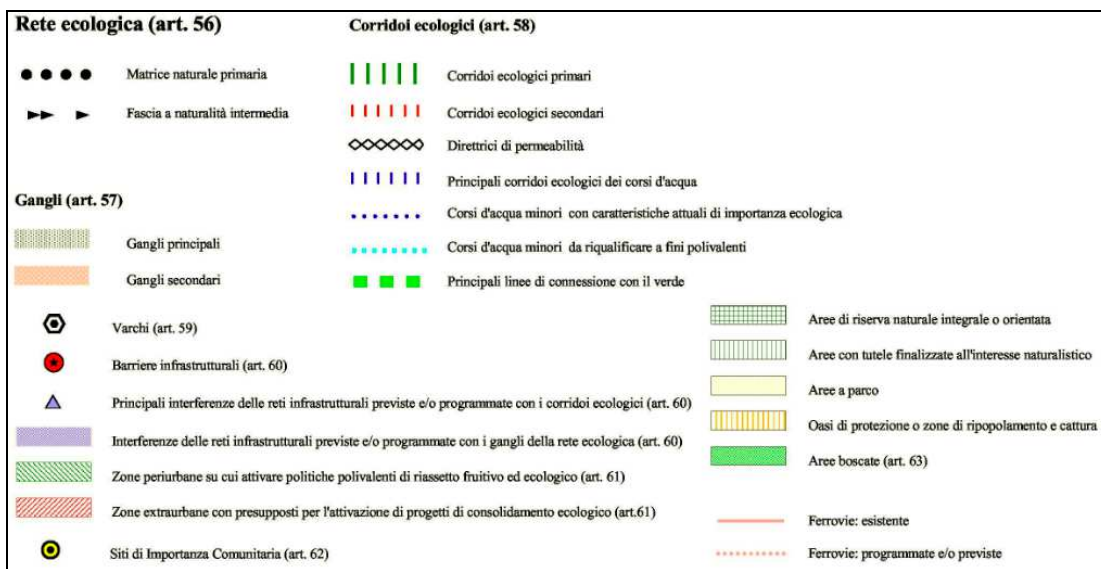 Rete ecologica (art. 56)
Matrice naturale primaria
Fascia a naturalità intermedia
Gangli (art. 57)
Gangli principali
Gangli secondari
Varchi (art. 59)
Barriere infrastrutturali (art. 60)
Principali interferenze delle reti infrastrutturali previste e/o programmate con i corridoi ecologici (art. 60)
Interferenze delle reti infrastrutturali previste e/o programmate con i gangli della rete ecologica (art. 60)
Zone periurbane su cui attivare politiche polivalenti di riassetto fruitivo ed ecologico (art. 61)
Zone extraurbane con presupposti per l'attivazione di progetti di consolidamento ecologico (art.61)
Siti di Importanza Comunitaria (art. 62)
Corridoi ecologici (art. 58)
Corridoi ecologici primari
Corridoi ecologici secondari
Direttrici di permeabilità
Principali corridoi ecologici dei corsi d'acqua
Corsi d'acqua minori con caratteristiche attuali di importanza ecologica
Corsi d'acqua minori da riqualificare a fini polivalenti
Principali linee di connessione con il verde
Aree di riserva naturale integrale o orientata
Aree con tutele finalizzate all'interesse naturalistico
Aree a parco
Oasi di protezione o zone di ripopolamento e cattura
Aree boscate (art. 63)
Ferrovie: esistente
Ferrovie: programmate e/o previste